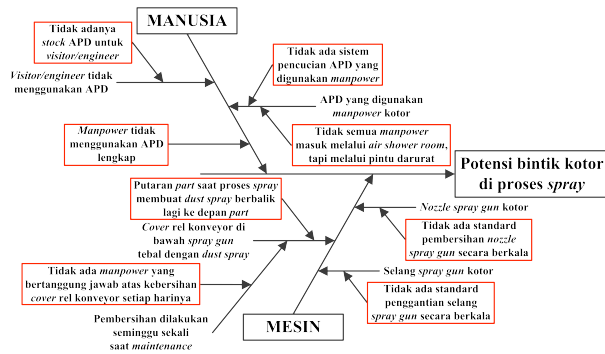 MANUSIA
Tidak adanya
stock APD untuk
visitor/engineer
Visitor/engineer tidak
menggunakan APD
Manpower tidak
menggunakan APD
lengkap
Tidak ada sistem
pencucian APD yang
digunakan manpower
APD yang digunakan
manpower kotor
Tidak semua manpower
masuk melalui air shower room,
tapi melalui pintu darurat
Potensi bintik kotor
di proses spray
Putaran part saat proses spray
membuat dust spray berbalik
lagi ke depan part
Cover rel konveyor di
bawah spray gun
tebal dengan dust spray
Tidak ada manpower yang
bertanggung jawab atas kebersihan
cover rel konveyor setiap harinya
Pembersihan dilakukan
seminggu sekali
saat maintenance
Nozzle spray gun kotor
Tidak ada standard
pembersihan nozzle
spray gun secara berkala
Selang spray gun kotor
Tidak ada standard
penggantian selang
spray gun secara berkala
MESIN